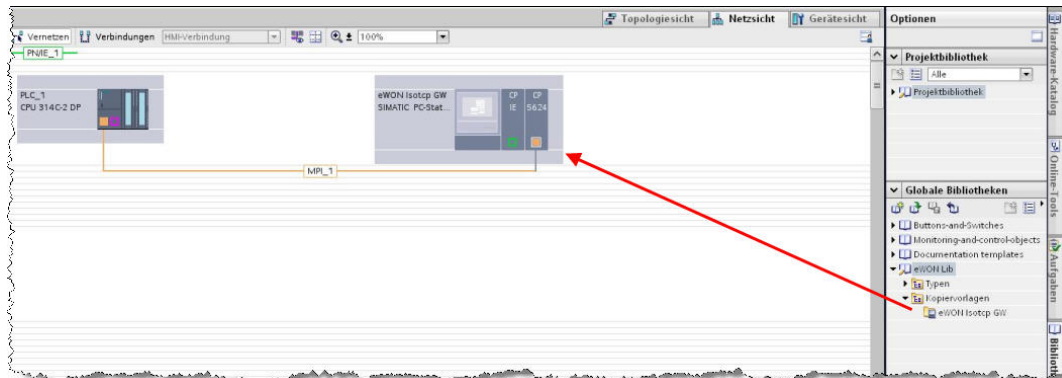 Topologiesicht Netzsicht Gerätesicht
Optionen
Vernetzen Verbindungen HMI-Verbindung 100%
PN/IE_1
PLC_1
CPU 314C-2 DP
eWON Isotcp GW
SIMATIC PC-Stat...
CP
IE
CP
5624
MPI_1
Projektbibliothek
Alle
Projektbibliothek
Globale Bibliotheken
Buttons-and-Switches
Monitoring-and-control-objects
Documentation templates
eWON Lib
Typen
Kopiervorlagen
eWON Isotcp GW
Hardware-Katalog
Online-Tools
Aufgaben